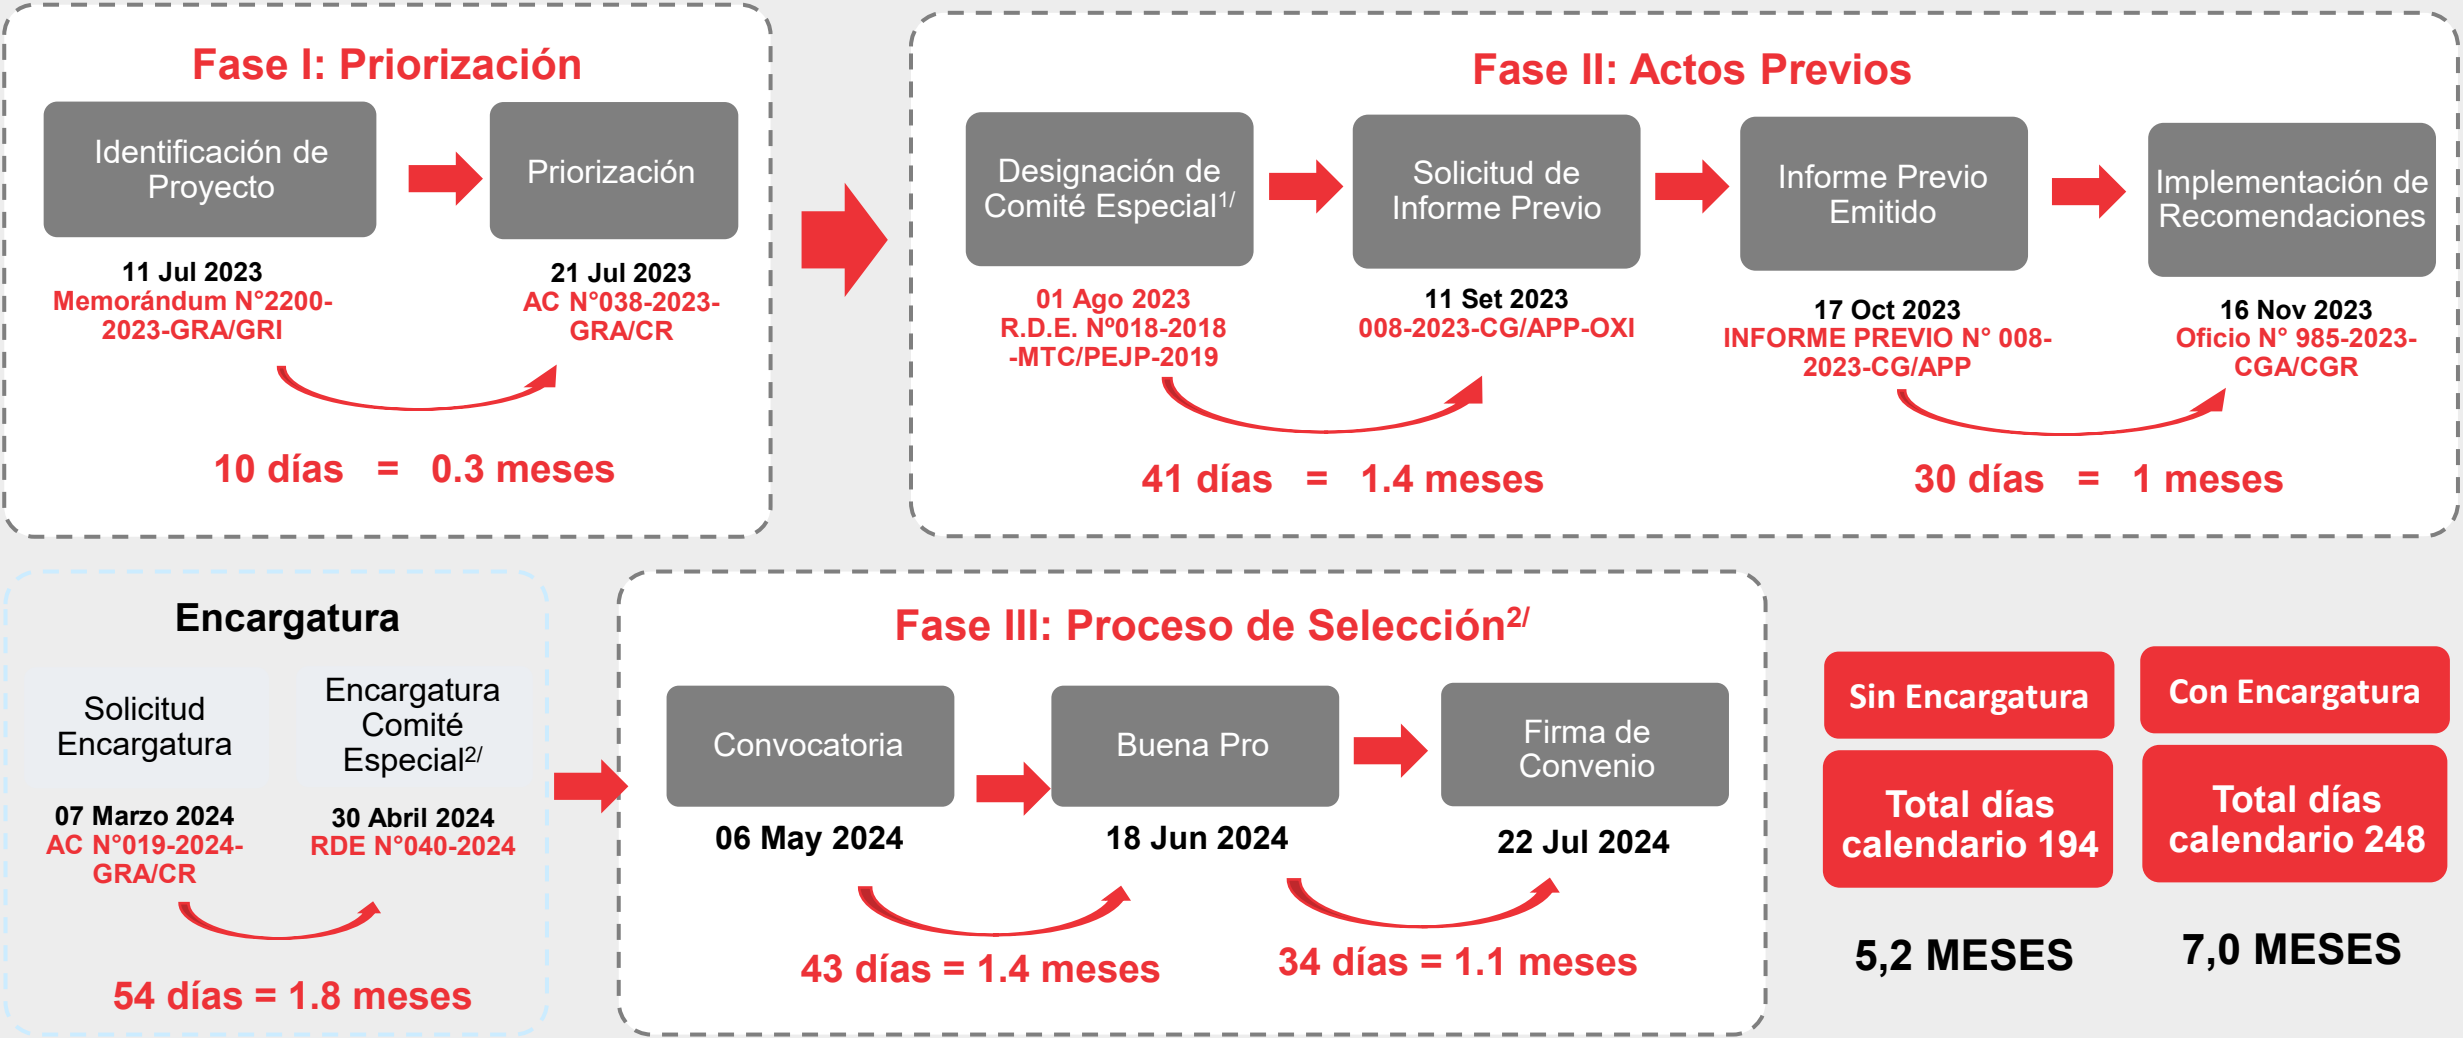 Fase I: Priorización
Identificación de
Proyecto
Priorización
11 Jul 2023
Memorándum N°2200-
2023-GRA/GRI
21 Jul 2023
AC N°038-2023-
GRA/CR
10 días = 0.3 meses
Fase II: Actos Previos
Designación de
Comité Especial1/
Solicitud de
Informe Previo
Informe Previo
Emitido
Implementación de
Recomendaciones
01 Ago 2023
R.D.E. Nº018-2018
-MTC/PEJP-2019
11 Set 2023
008-2023-CG/APP-OXI
17 Oct 2023
INFORME PREVIO N° 008-
2023-CG/APP
16 Nov 2023
Oficio N° 985-2023-
CGA/CGR
41 días = 1.4 meses
30 días = 1 meses
Encargatura
Solicitud
Encargatura
Encargatura
Comité
Especial2/
07 Marzo 2024
AC N°019-2024-
GRA/CR
30 Abril 2024
RDE N°040-2024
54 días = 1.8 meses
Fase III: Proceso de Selección2/
Convocatoria
Buena Pro
Firma de
Convenio
06 May 2024
18 Jun 2024
22 Jul 2024
43 días = 1.4 meses
34 días = 1.1 meses
Sin Encargatura
Con Encargatura
Total días
calendario 194
Total días
calendario 248
5,2 MESES
7,0 MESES